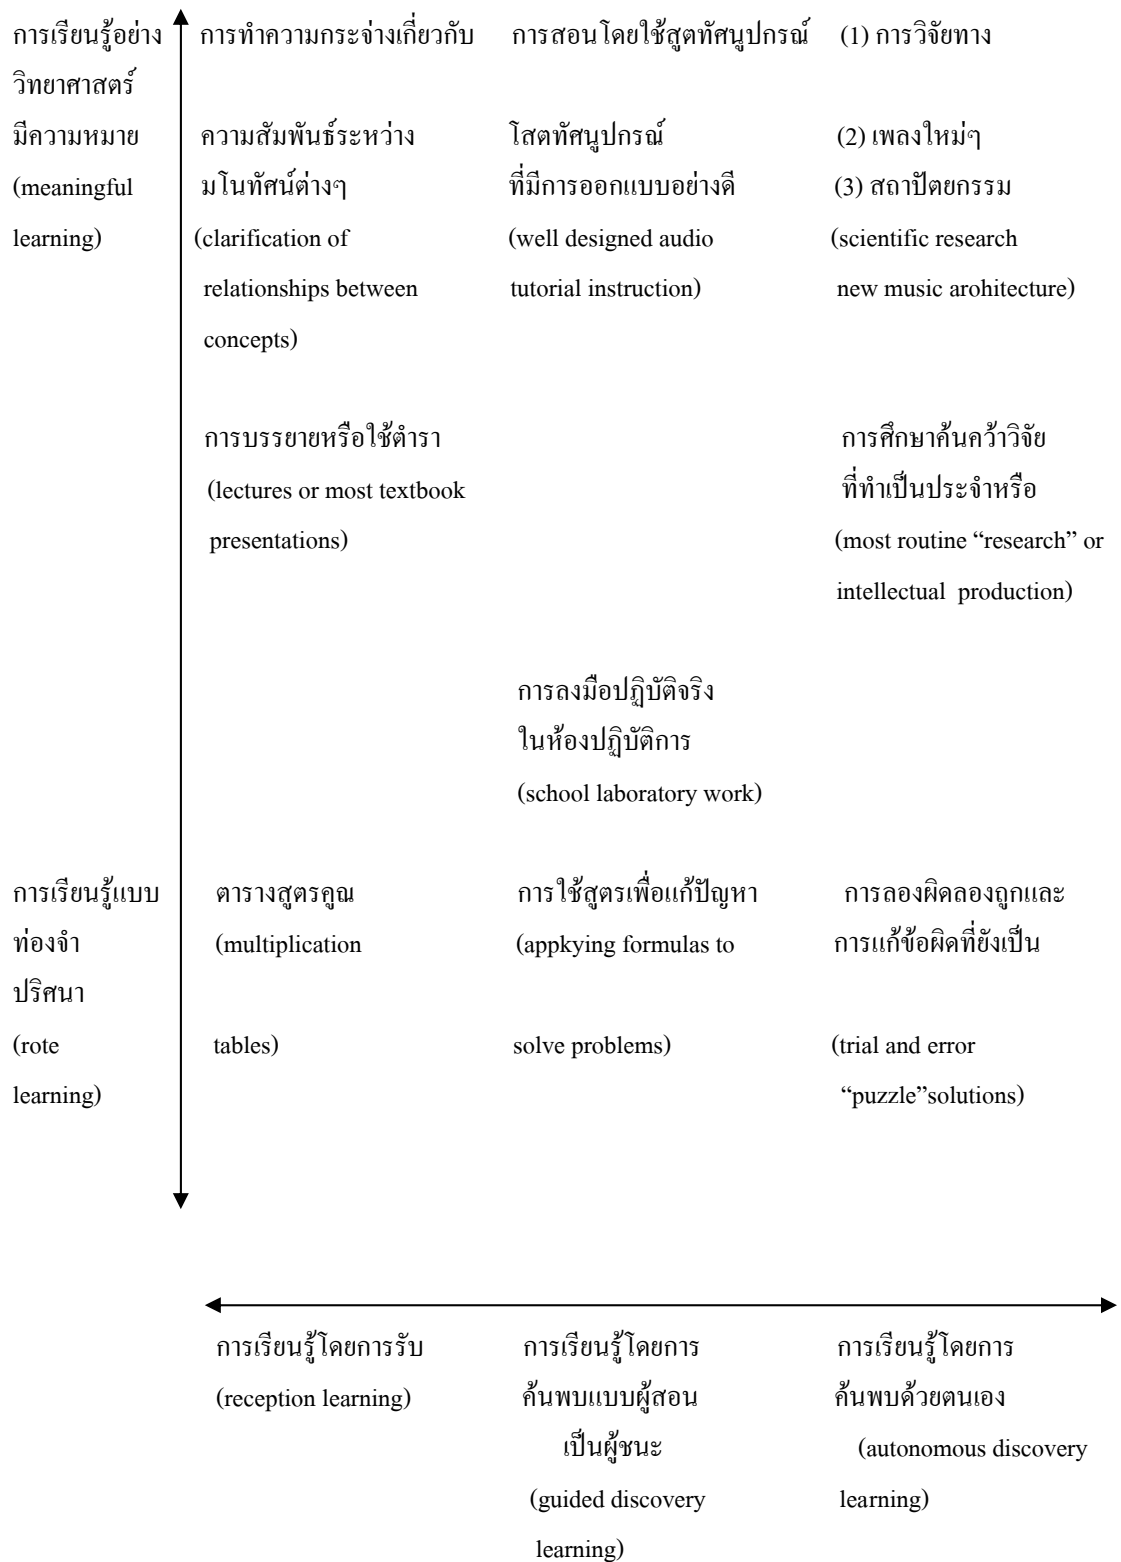 การเรียนรู้อย่าง การทำความกระจ่างเกี่ยวกับ การสอนโดยใช้สูตทัศนูปกรณ์ (1) การวิจัยทาง
วิทยาศาสตร์
มีความหมาย ความสัมพันธ์ระหว่าง โสตทัศนูปกรณ์ (2) เพลงใหม่ๆ
(meaningful มโนทัศน์ต่างๆ ที่มีการออกแบบอย่างดี (3) สถาปัตยกรรม
learning) (clarification of (well designed audio (scientific research
relationships between tutorial instruction) new music arohitecture)
concepts)
การบรรยายหรือใช้ตำรา การศึกษาค้นคว้าวิจัย
(lectures or most textbook ที่ทำเป็นประจำหรือ
presentations) (most routine “research” or
intellectual production)
การลงมือปฏิบัติจริง
ในห้องปฏิบัติการ
(school laboratory work)
การเรียนรู้แบบ ตารางสูตรคูณ การใช้สูตรเพื่อแก้ปัญหา การลองผิดลองถูกและ
ท่องจำ (multiplication (appkying formulas to การแก้ข้อผิดที่ยังเป็น
ปริศนา
(rote tables) solve problems) (trial and error
learning) “puzzle”solutions)
การเรียนรู้โดยการรับ การเรียนรู้โดยการ การเรียนรู้โดยการ
(reception learning) ค้นพบแบบผู้สอน ค้นพบด้วยตนเอง
เป็นผู้ชนะ (autonomous discovery
(guided discovery learning)
learning)